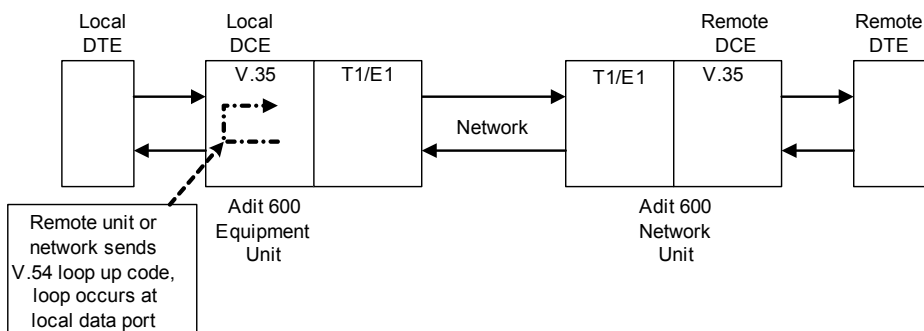 Local
DTE
Local
DCE
Remote
DCE
Remote
DTE
V.35
T1/E1
T1/E1
V.35
Network
Adit 600
Equipment
Unit
Adit 600
Network
Unit
Remote unit or
network sends
V.54 loop up code,
loop occurs at
local data port